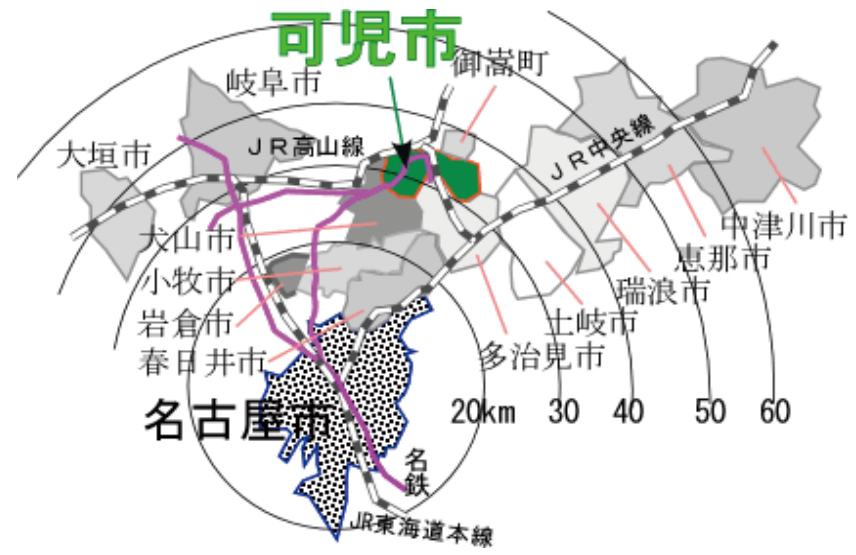 可児市
御嵩町
岐阜市
大垣市
JR高山線
JR中央線
犬山市
小牧市
岩倉市
春日井市
中津川市
恵那市
瑞浪市
土岐市
多治見市
名古屋市
20km 30 40 50 60
名鉄
JR東海道本線